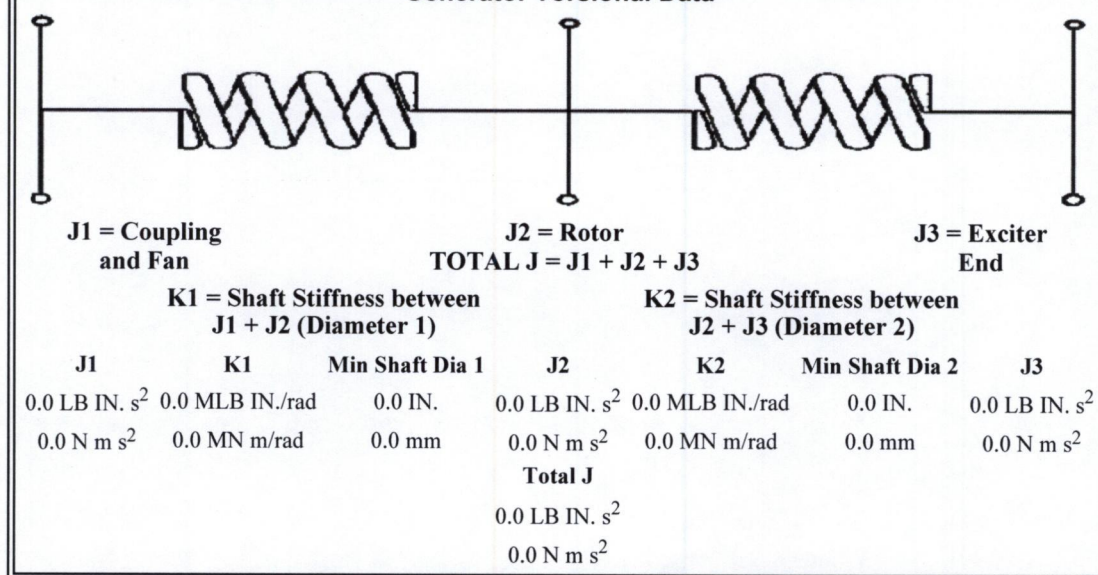 Generator Torsional Data
J1 = Coupling
and Fan
J2 = Rotor
TOTAL J = J1 + J2 + J3
J3 = Exciter
End
K1 = Shaft Stiffness between
J1 + J2 (Diameter 1)
K2 = Shaft Stiffness between
J2 + J3 (Diameter 2)
J1 K1 Min Shaft Dia 1 J2 K2 Min Shaft Dia 2 J3
0.0 LB IN. s² 0.0 MLB IN./rad 0.0 IN. 0.0 LB IN. s² 0.0 MLB IN./rad 0.0 IN. 0.0 LB IN. s²
0.0 N m s² 0.0 MN m/rad 0.0 mm 0.0 N m s² 0.0 MN m/rad 0.0 mm 0.0 N m s²
Total J
0.0 LB IN. s²
0.0 N m s²